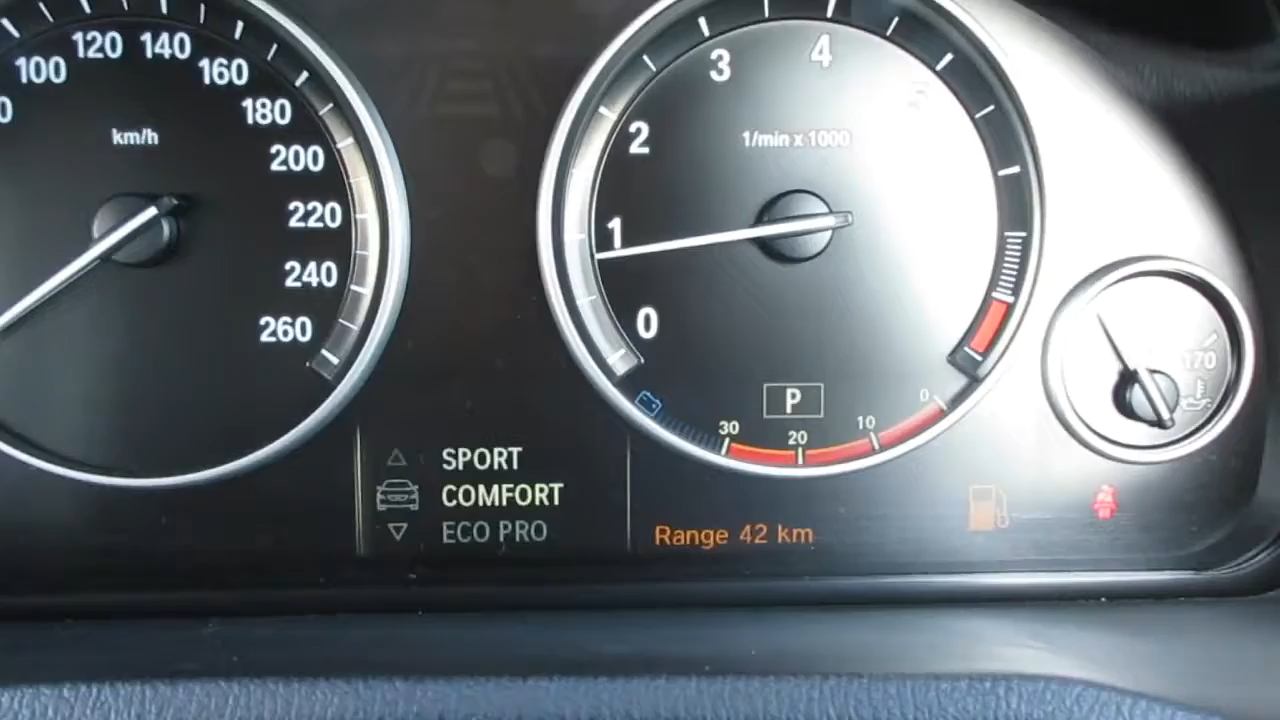 100 120 140 160 180 200 220 240 260
km/h
0 1 2 3 4
1/min x 1000
P
30 20 10 0
170
SPORT
COMFORT
ECO PRO
Range 42 km